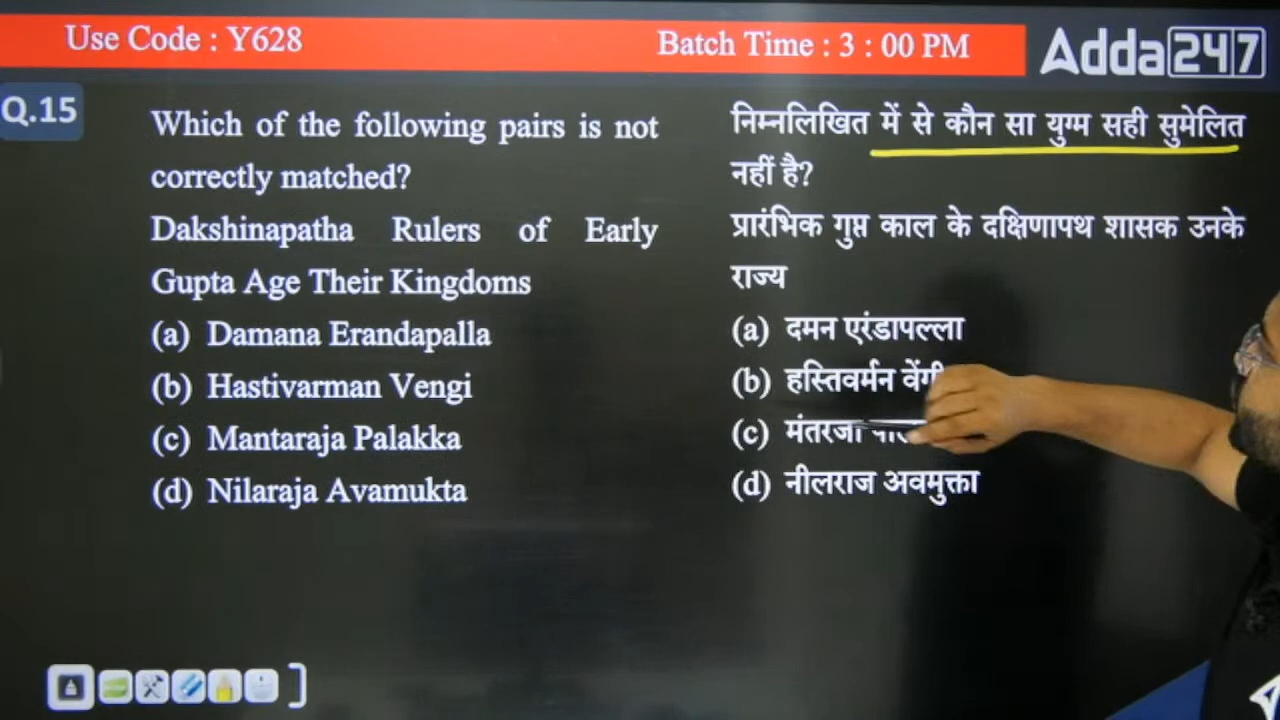 Use Code : Y628
Batch Time : 3 : 00 PM
Adda247
Q.15
Which of the following pairs is not
correctly matched?
Dakshinapatha Rulers of Early
Gupta Age Their Kingdoms
(a) Damana Erandapalla
(b) Hastivarman Vengi
(c) Mantaraja Palakka
(d) Nilaraja Avamukta
निम्नलिखित में से कौन सा युग्म सही सुमेलित
नहीं है?
प्रारंभिक गुप्त काल के दक्षिणापथ शासक उनके
राज्य
(a) दमन एरंडापल्ला
(b) हस्तिवर्मन वेंगी
(c) मंतरजा
(d) नीलराज अवमुक्ता